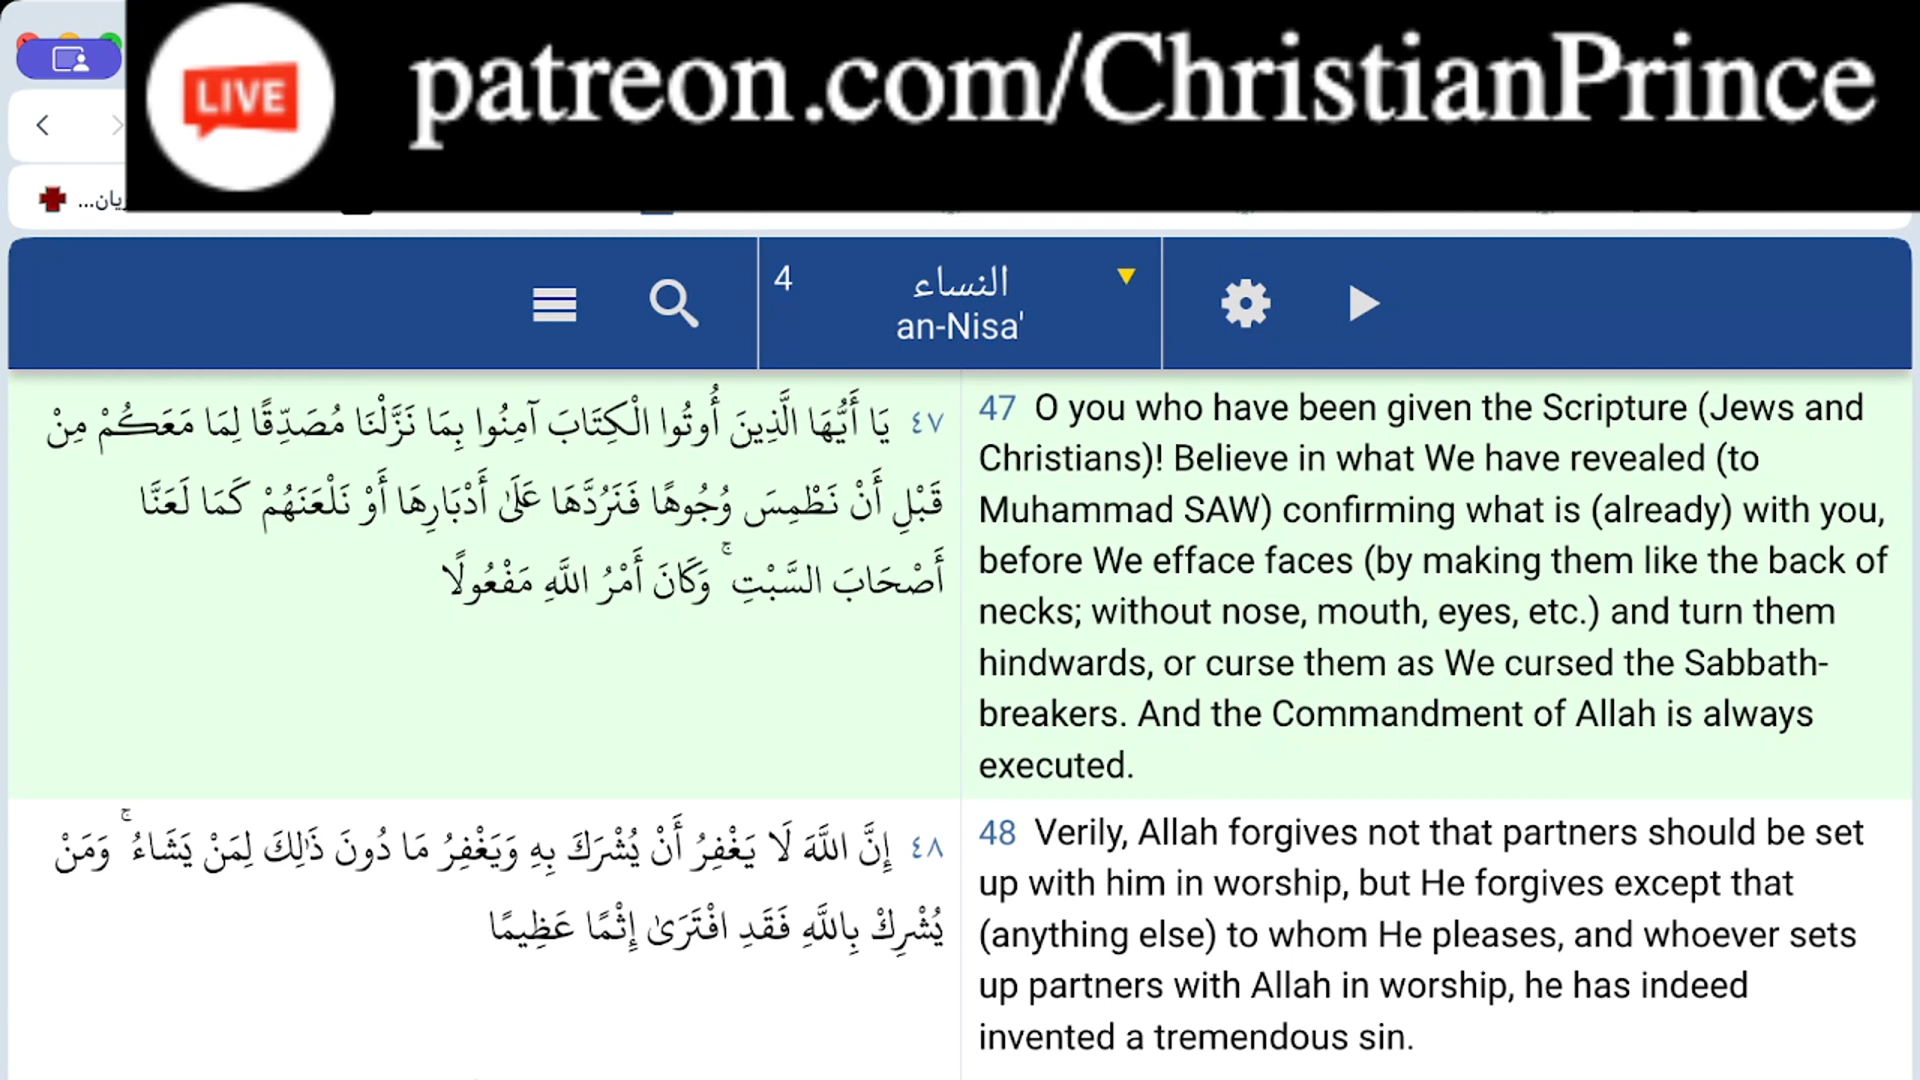 LIVE
patreon.com/ChristianPrince
4
النساء
an-Nisa'
٤٧ يَا أَيُّهَا الَّذِينَ أُوتُوا الْكِتَابَ آمِنُوا بِمَا نَزَّلْنَا مُصَدِّقًا لِمَا مَعَكُمْ مِنْ
قَبْلِ أَنْ نَطْمِسَ وُجُوهًا فَنَرُدَّهَا عَلَىٰ أَدْبَارِهَا أَوْ نَلْعَنَهُمْ كَمَا لَعَنَّا
أَصْحَابَ السَّبْتِ ۚ وَكَانَ أَمْرُ اللَّهِ مَفْعُولًا
47 O you who have been given the Scripture (Jews and
Christians)! Believe in what We have revealed (to
Muhammad SAW) confirming what is (already) with you,
before We efface faces (by making them like the back of
necks; without nose, mouth, eyes, etc.) and turn them
hindwards, or curse them as We cursed the Sabbath-
breakers. And the Commandment of Allah is always
executed.
٤٨ إِنَّ اللَّهَ لَا يَغْفِرُ أَنْ يُشْرَكَ بِهِ وَيَغْفِرُ مَا دُونَ ذَٰلِكَ لِمَنْ يَشَاءُ ۚ وَمَنْ
يُشْرِكْ بِاللَّهِ فَقَدِ افْتَرَىٰ إِثْمًا عَظِيمًا
48 Verily, Allah forgives not that partners should be set
up with him in worship, but He forgives except that
(anything else) to whom He pleases, and whoever sets
up partners with Allah in worship, he has indeed
invented a tremendous sin.